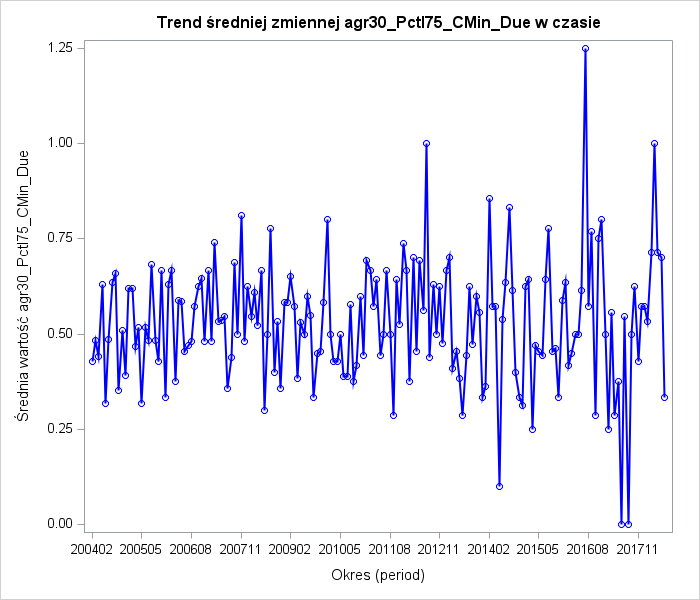 Trend średniej zmiennej agr30_Pctl75_CMin_Due w czasie
Średnia wartość agr30_Pctl75_CMin_Due
1.25
1.00
0.75
0.50
0.25
0.00
200402 200505 200608 200711 200902 201005 201108 201211 201402 201505 201608 201711
Okres (period)